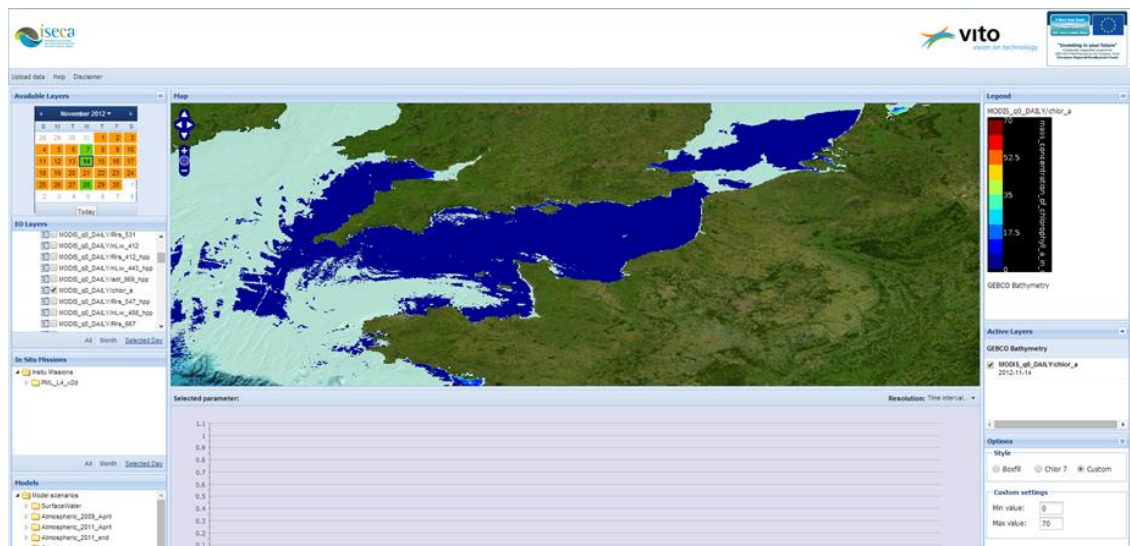 iseca
vito
vision on technology
"Investing in your future"
Upload data Help Disclaimer
Available Layers
November 2012
S M T W T F S
28 29 30 31 1 2 3
4 5 6 7 8 9 10
11 12 13 14 15 16 17
18 19 20 21 22 23 24
25 26 27 28 29 30 1
2 3 4 5 6 7 8
Today
EO Layers
MODIS_q0_DAILY/Rrs_531
MODIS_q0_DAILY/nLw_412
MODIS_q0_DAILY/Rrs_412_hpp
MODIS_q0_DAILY/nLw_443_hpp
MODIS_q0_DAILY/aot_869_hpp
MODIS_q0_DAILY/chlor_a
MODIS_q0_DAILY/Rrs_547_hpp
MODIS_q0_DAILY/nLw_488_hpp
MODIS_q0_DAILY/Rrs_667
All Month Selected Day
In Situ Missions
Insitu Missions
PML_L4_v2d
All Month Selected Day
Models
Model scenarios
SurfaceWater
Atmospheric_2009_April
Atmospheric_2011_April
Atmospheric_2011_end
Map
Selected parameter:
Resolution: Time interval...
1.1
1
0.9
0.8
0.7
0.6
0.5
0.4
0.3
0.2
0.1
Legend
MODIS_q0_DAILY/chlor_a
70
52.5
35
17.5
0
mass_concentration_of_chlorophyll_a_in_
GEBCO Bathymetry
Active Layers
GEBCO Bathymetry
MODIS_q0_DAILY/chlor_a
2012-11-14
Options
Style
Boxfill Chlor 7 Custom
Custom settings
Min value: 0
Max value: 70